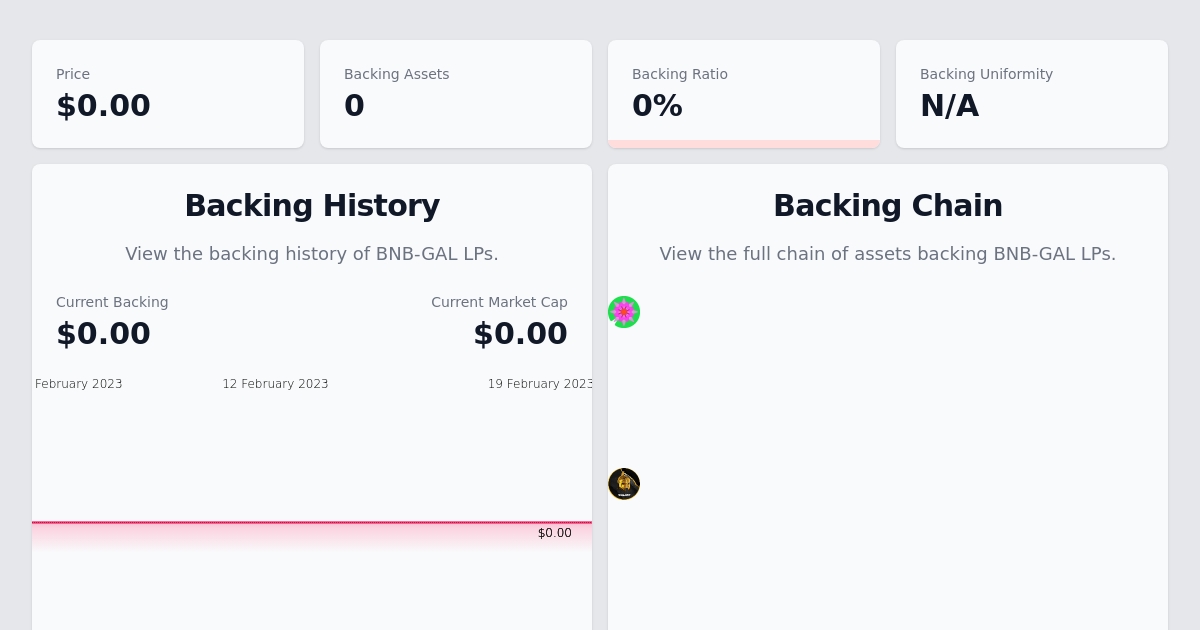 Price
$0.00
Backing Assets
0
Backing Ratio
0%
Backing Uniformity
N/A
Backing History
View the backing history of BNB-GAL LPs.
Current Backing
$0.00
Current Market Cap
$0.00
February 2023
12 February 2023
19 February 2023
$0.00
Backing Chain
View the full chain of assets backing BNB-GAL LPs.